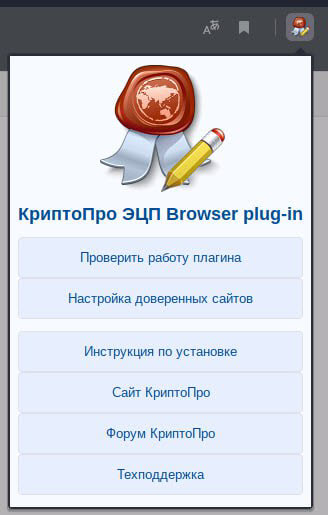 КриптоПро ЭЦП Browser plug-in
Проверить работу плагина
Настройка доверенных сайтов
Инструкция по установке
Сайт КриптоПро
Форум КриптоПро
Техподдержка